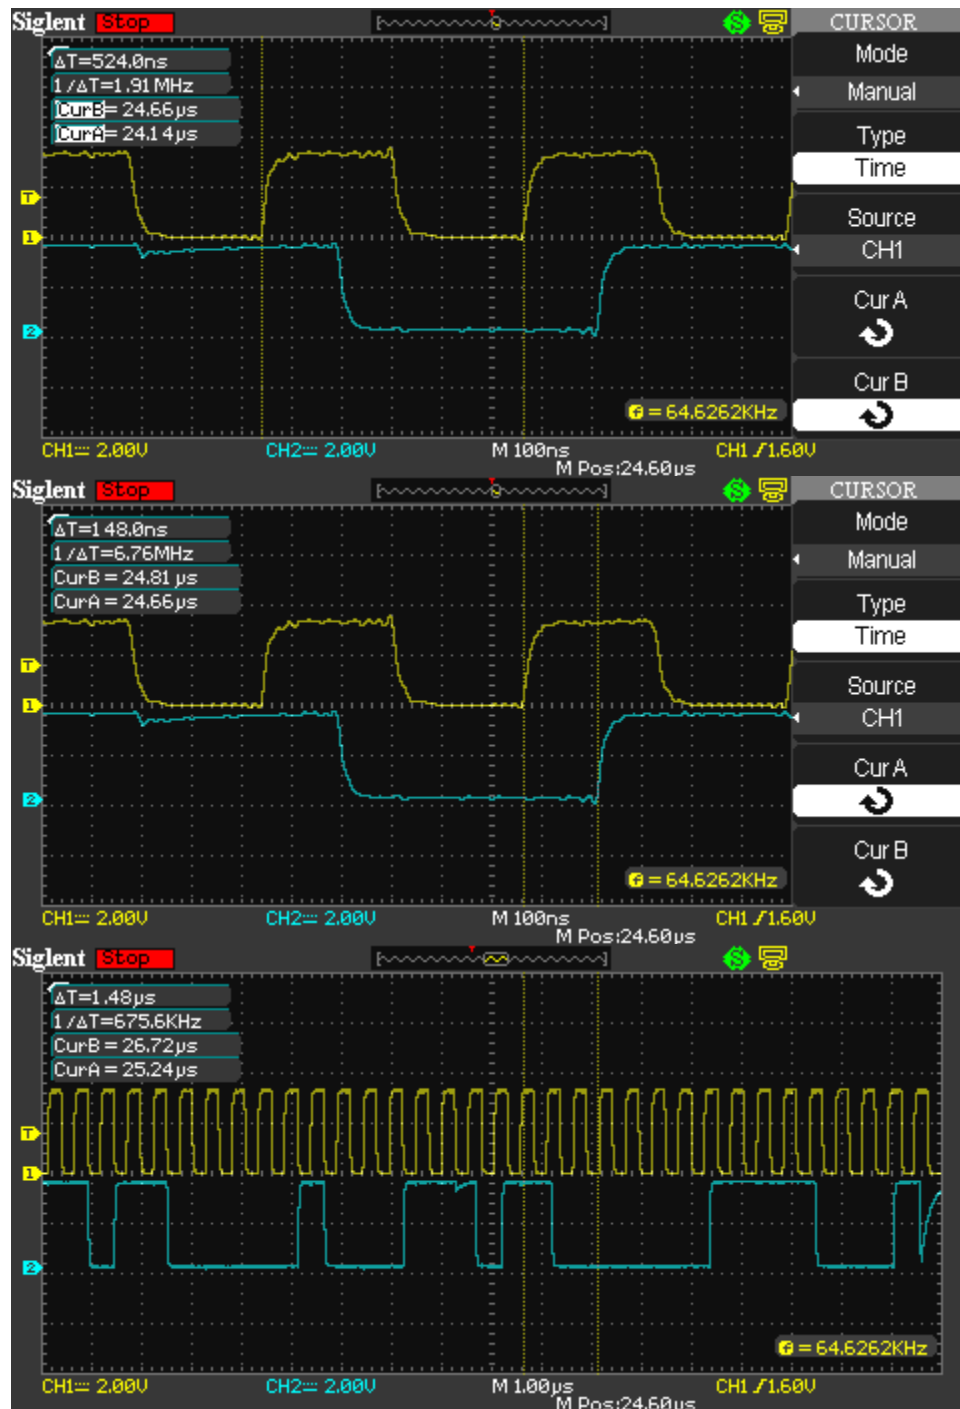 Siglent Stop CURSOR
ΔT=524.0ns
1/ΔT=1.91MHz
CurB=24.66µs
CurA=24.14µs
Mode
Manual
Type
Time
Source
CH1
CurA
CurB
T
1
2
f=64.6262KHz
CH1 2.00V CH2 2.00V M 100ns CH1 1.60V
M Pos:24.60µs
Siglent Stop CURSOR
ΔT=148.0ns
1/ΔT=6.76MHz
CurB=24.81µs
CurA=24.66µs
Mode
Manual
Type
Time
Source
CH1
CurA
CurB
T
1
2
f=64.6262KHz
CH1 2.00V CH2 2.00V M 100ns CH1 1.60V
M Pos:24.60µs
Siglent Stop
ΔT=1.48µs
1/ΔT=675.6KHz
CurB=26.72µs
CurA=25.24µs
T
1
2
f=64.6262KHz
CH1 2.00V CH2 2.00V M 1.00µs CH1 1.60V
M Pos:24.60µs